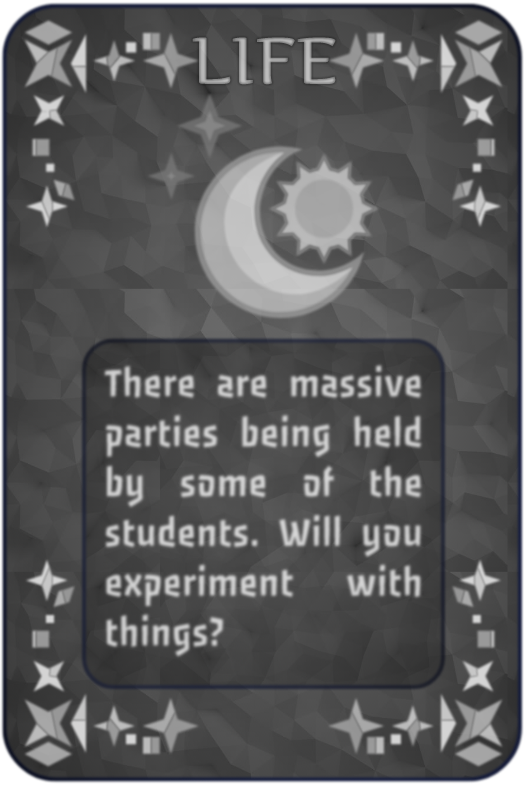 LIFE
There are massive
parties being held
by some of the
students. Will you
experiment with
things?